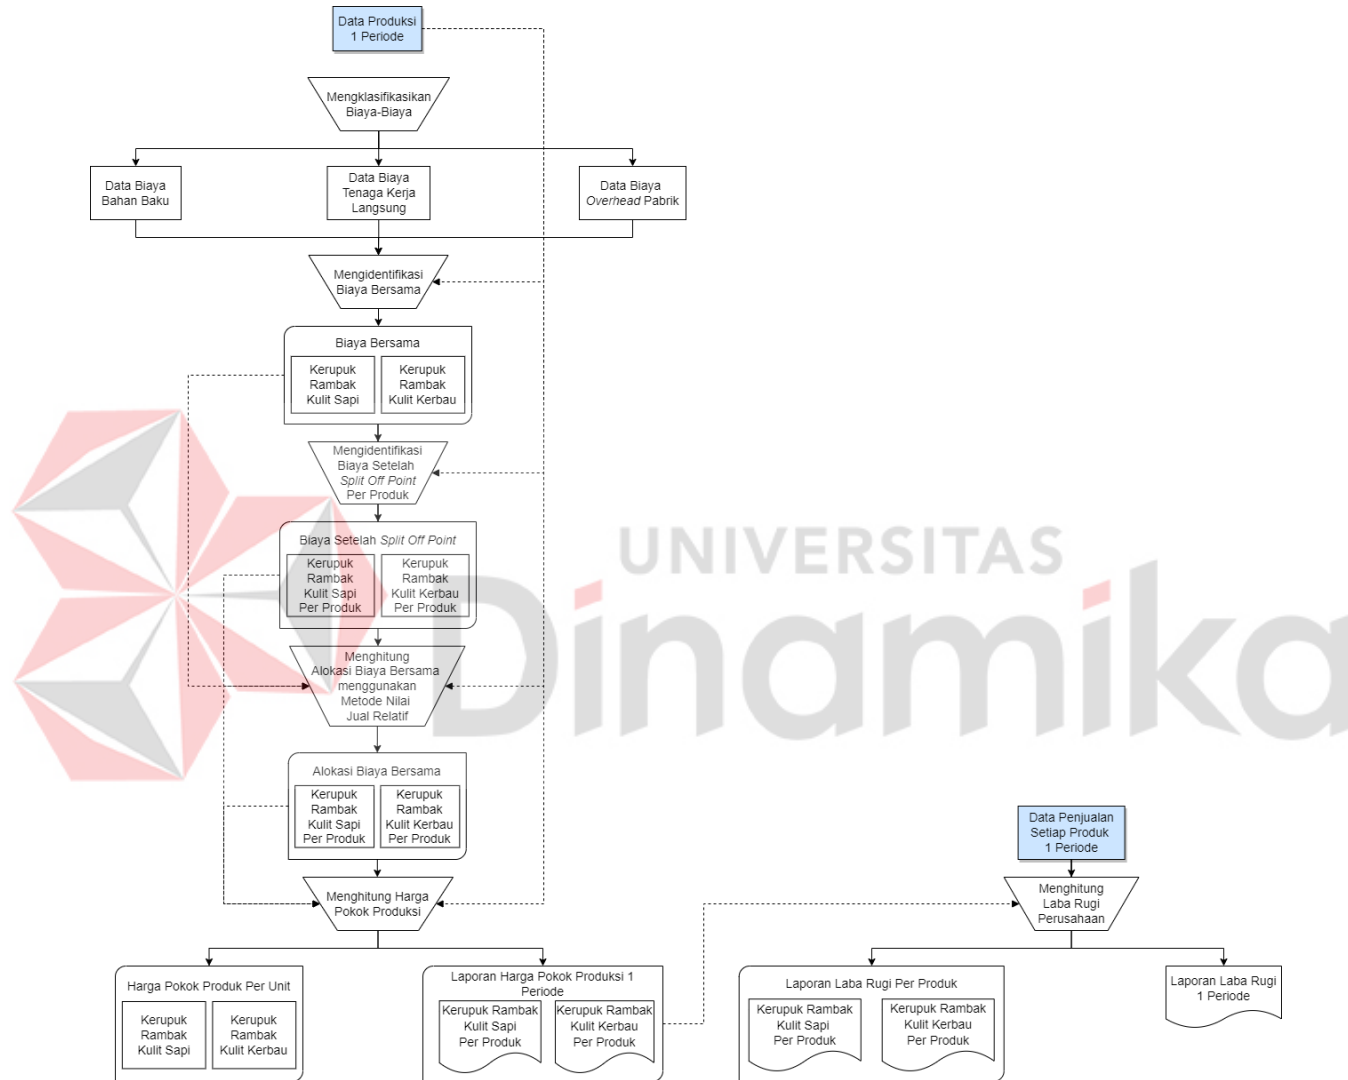 Data Produksi
1 Periode
Mengklasifikasikan
Biaya-Biaya
Data Biaya
Bahan Baku
Data Biaya
Tenaga Kerja
Langsung
Data Biaya
Overhead Pabrik
Mengidentifikasi
Biaya Bersama
Biaya Bersama
Kerupuk
Rambak
Kulit Sapi
Kerupuk
Rambak
Kulit Kerbau
Mengidentifikasi
Biaya Setelah
Split Off Point
Per Produk
Biaya Setelah Split Off Point
Kerupuk
Rambak
Kulit Sapi
Per Produk
Kerupuk
Rambak
Kulit Kerbau
Per Produk
UNIVERSITAS
Dinamika
Menghitung
Alokasi Biaya Bersama
menggunakan
Metode Nilai
Jual Relatif
Alokasi Biaya Bersama
Kerupuk
Rambak
Kulit Sapi
Per Produk
Kerupuk
Rambak
Kulit Kerbau
Per Produk
Menghitung Harga
Pokok Produksi
Data Penjualan
Setiap Produk
1 Periode
Menghitung
Laba Rugi
Perusahaan
Harga Pokok Produk Per Unit
Kerupuk
Rambak
Kulit Sapi
Kerupuk
Rambak
Kulit Kerbau
Laporan Harga Pokok Produksi 1
Periode
Kerupuk Rambak
Kulit Sapi
Per Produk
Kerupuk Rambak
Kulit Kerbau
Per Produk
Laporan Laba Rugi Per Produk
Kerupuk Rambak
Kulit Sapi
Per Produk
Kerupuk Rambak
Kulit Kerbau
Per Produk
Laporan Laba Rugi
1 Periode